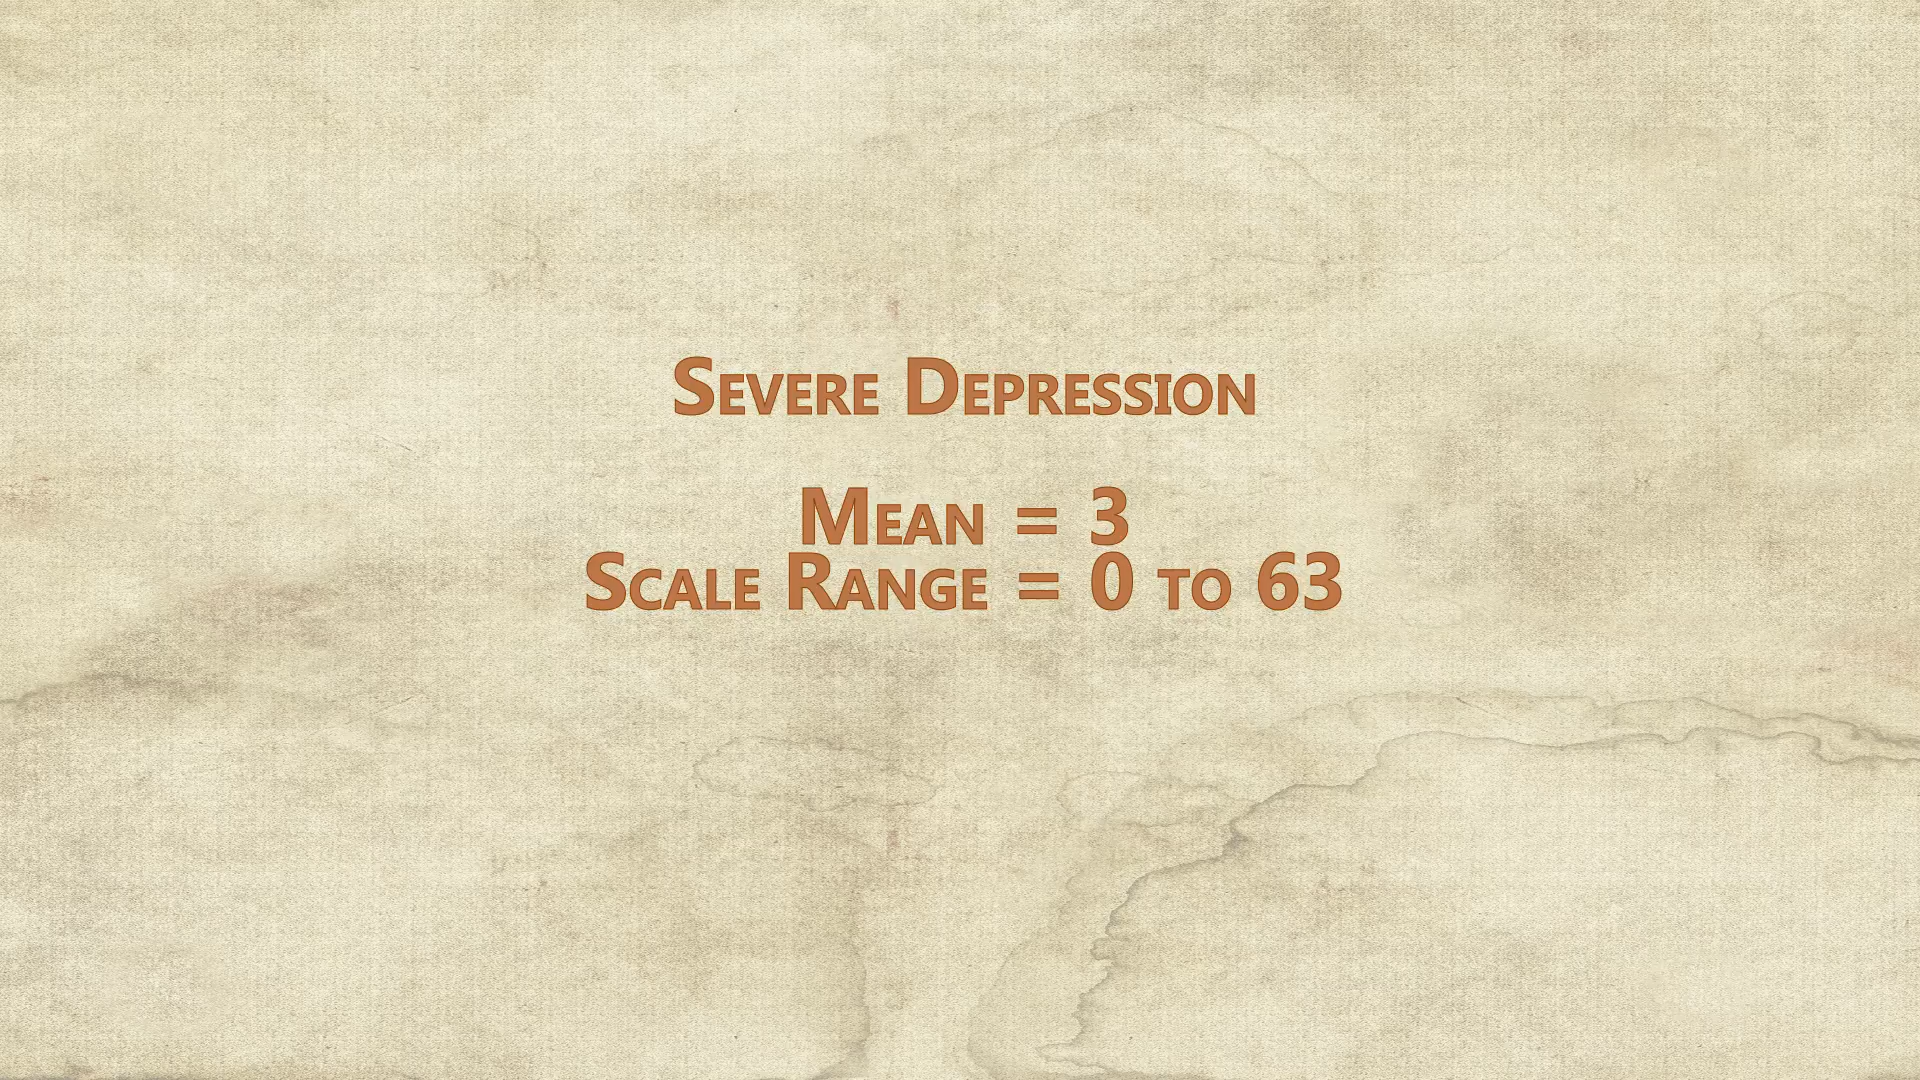 Severe Depression
Mean = 3
Scale Range = 0 to 63